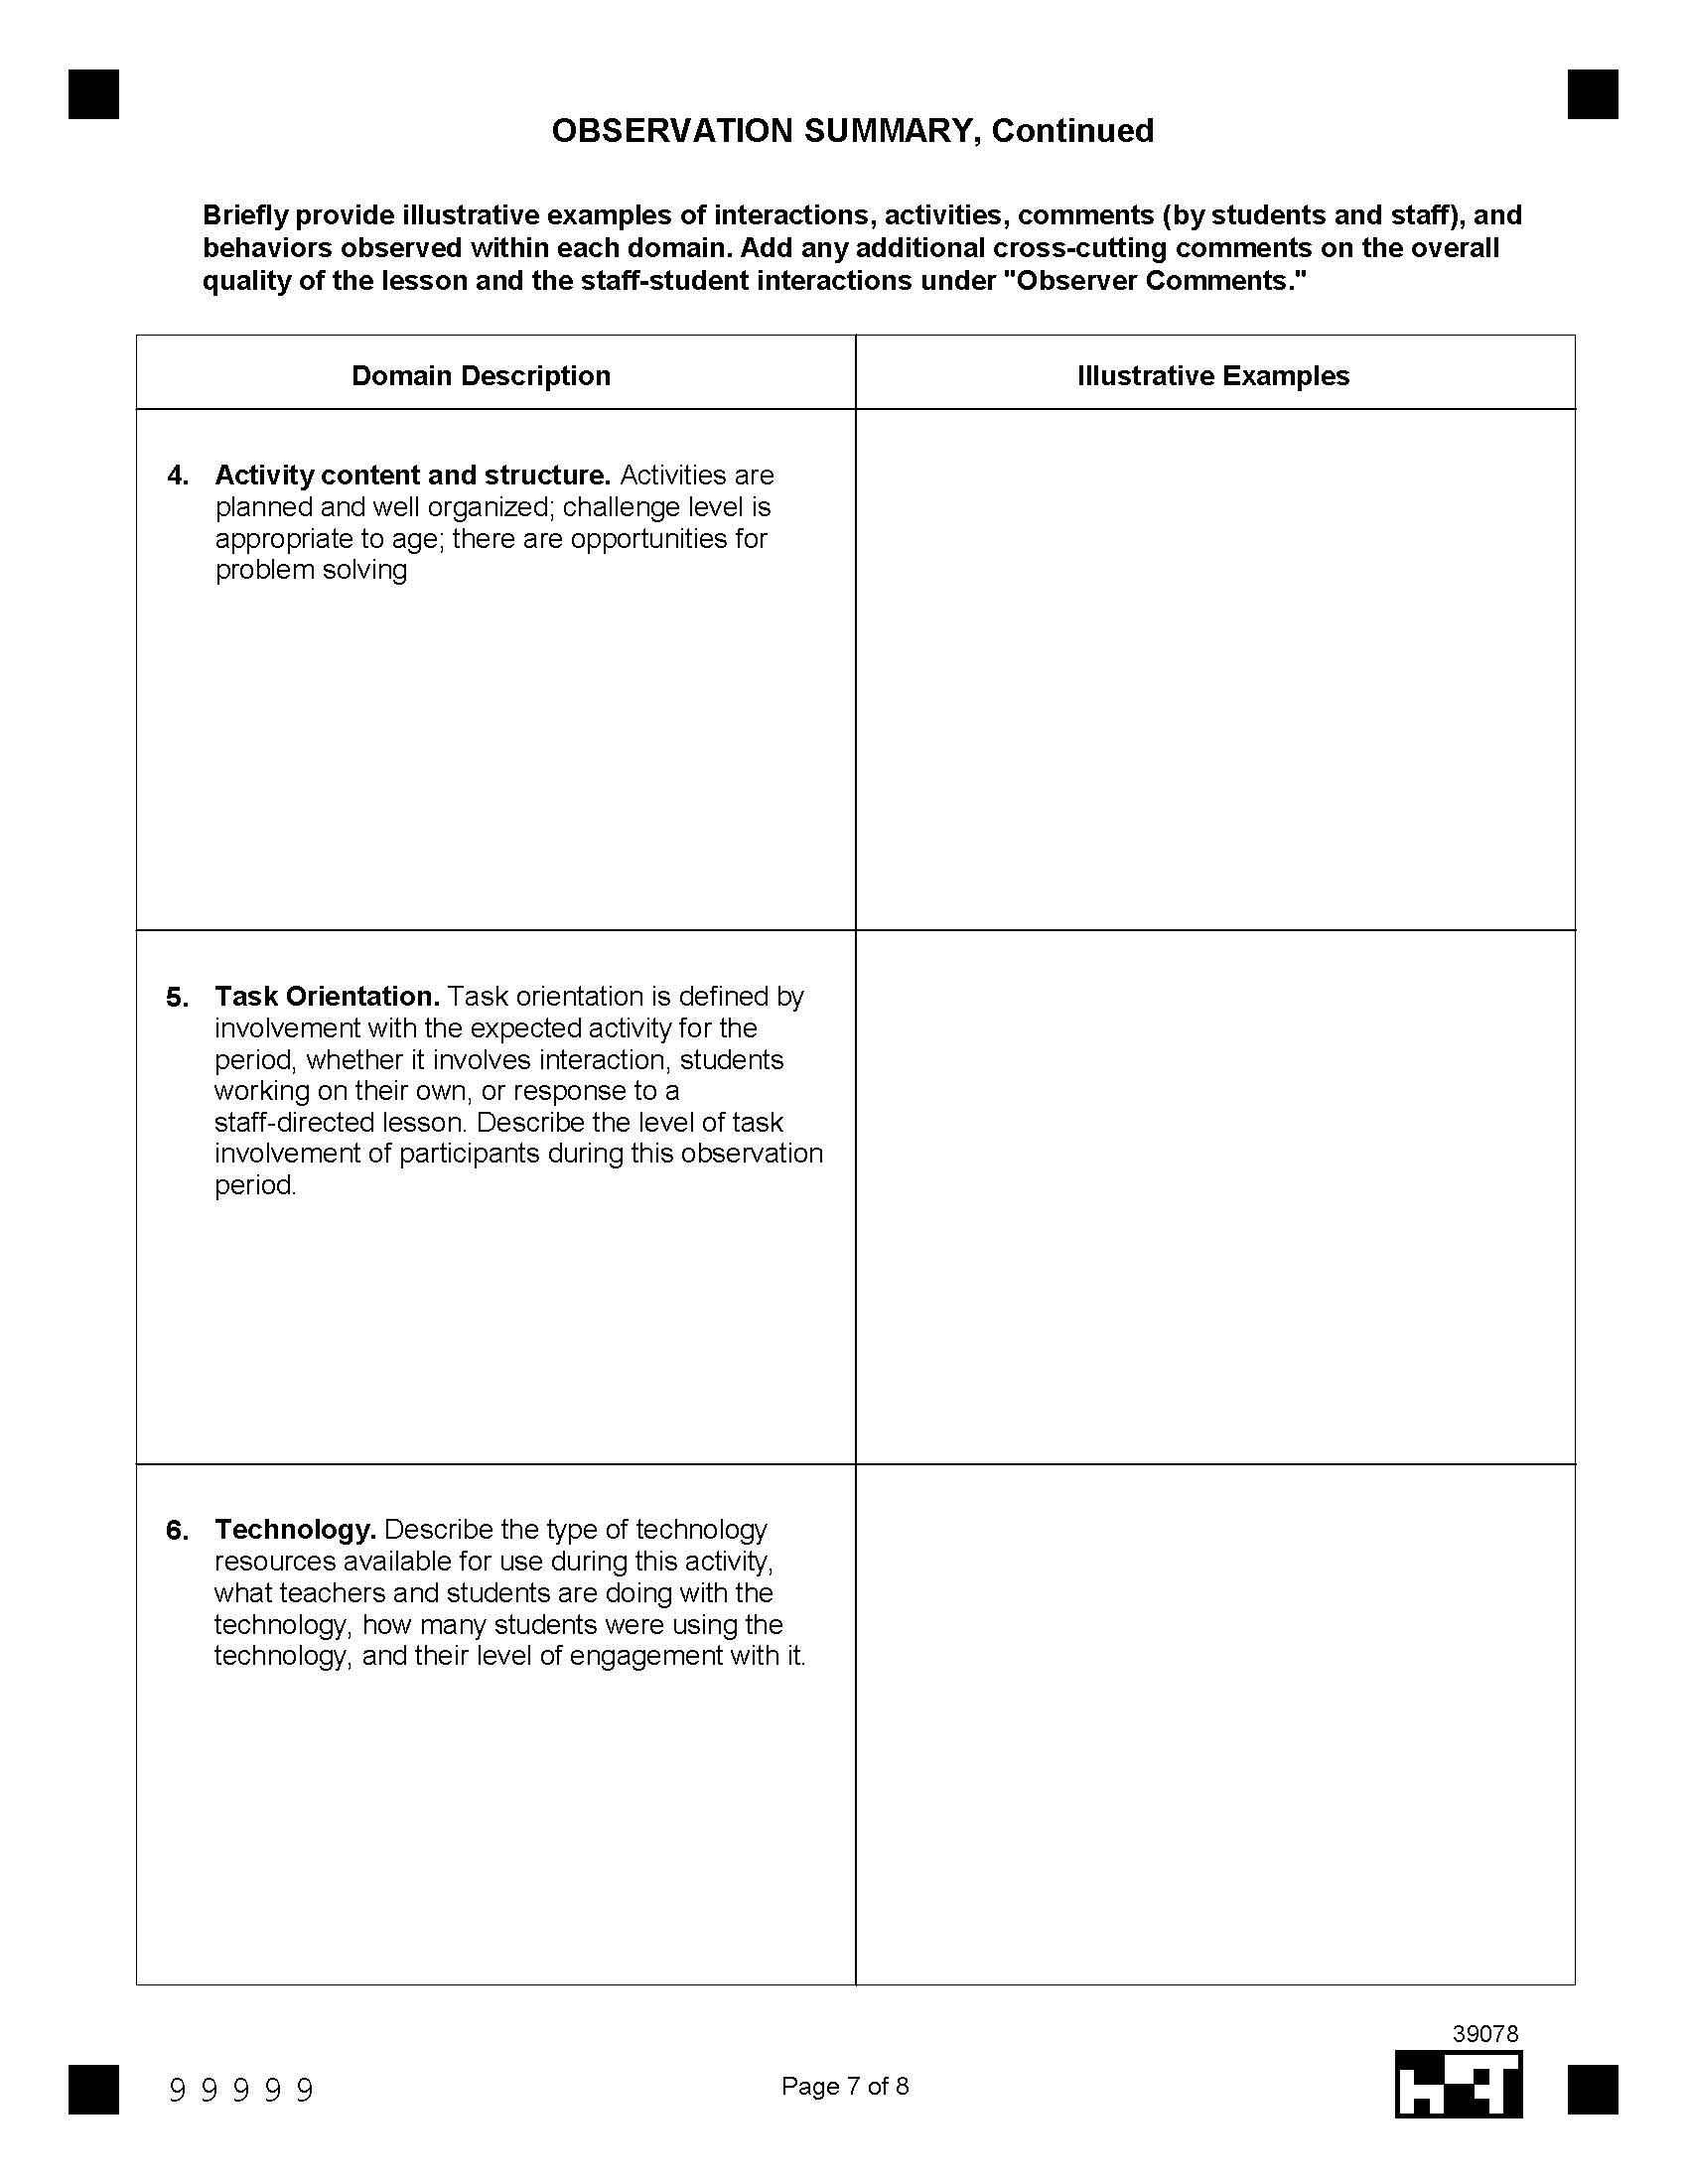 OBSERVATION SUMMARY, Continued
Briefly provide illustrative examples of interactions, activities, comments (by students and staff), and
behaviors observed within each domain. Add any additional cross-cutting comments on the overall
quality of the lesson and the staff-student interactions under "Observer Comments."
Domain Description
Illustrative Examples
4. Activity content and structure. Activities are
planned and well organized; challenge level is
appropriate to age; there are opportunities for
problem solving
5. Task Orientation. Task orientation is defined by
involvement with the expected activity for the
period, whether it involves interaction, students
working on their own, or response to a
staff-directed lesson. Describe the level of task
involvement of participants during this observation
period.
6. Technology. Describe the type of technology
resources available for use during this activity,
what teachers and students are doing with the
technology, how many students were using the
technology, and their level of engagement with it.
39078
9 9 9 9 9
Page 7 of 8